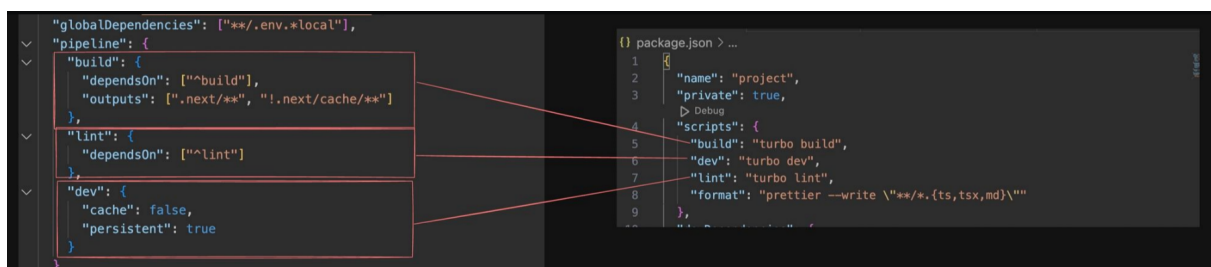 "globalDependencies": ["**/.env.*local"],
"pipeline": {
"build": {
"dependsOn": ["^build"],
"outputs": [".next/**", "!.next/cache/**"]
},
"lint": {
"dependsOn": ["^lint"]
},
"dev": {
"cache": false,
"persistent": true
}
}
{} package.json > ...
1 {
2 "name": "project",
3 "private": true,
Debug
4 "scripts": {
5 "build": "turbo build",
6 "dev": "turbo dev",
7 "lint": "turbo lint",
8 "format": "prettier --write \"**/*.{ts,tsx,md}\""
9 },